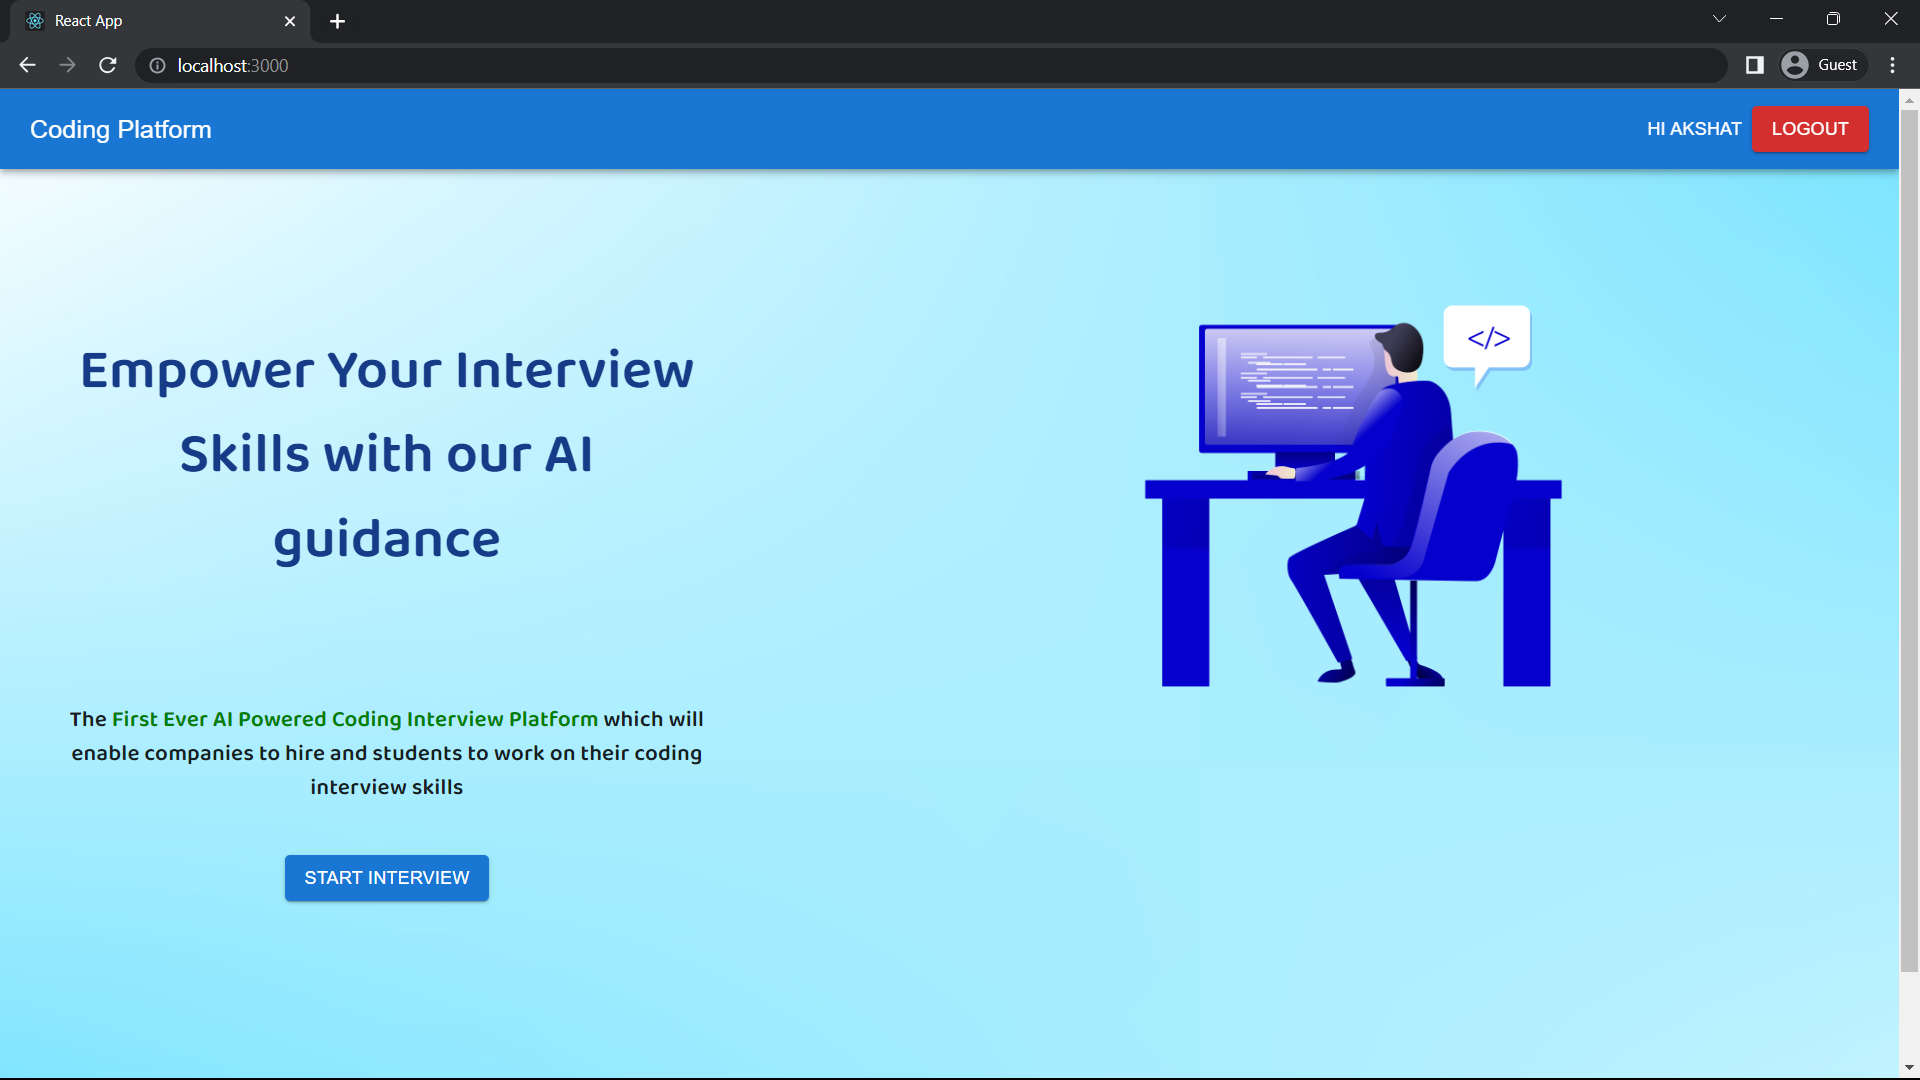 React App
localhost:3000
Guest
Coding Platform
HI AKSHAT
LOGOUT
</>
Empower Your Interview
Skills with our AI
guidance
The First Ever AI Powered Coding Interview Platform which will
enable companies to hire and students to work on their coding
interview skills
START INTERVIEW